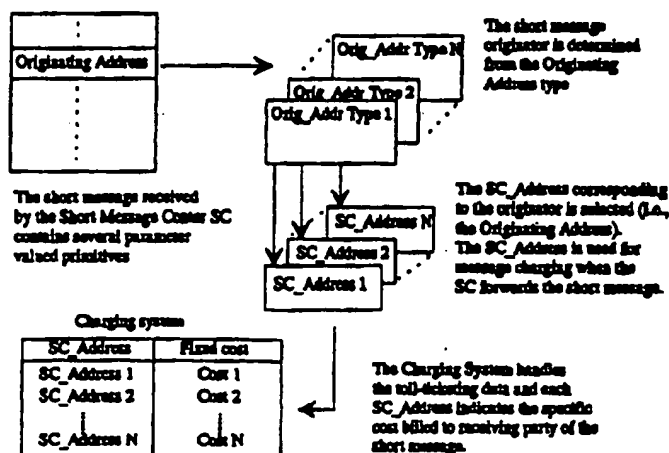 Originating Address
Orig_Addr Type N
Orig_Addr Type 2
Orig_Addr Type 1
The short message
originator is determined
from the Originating
Address type
The short message received
by the Short Message Center SC
contains several parameter
valued primitives
SC_Address N
SC_Address 2
SC_Address 1
The SC_Address corresponding
to the originator is selected (i.e.,
the Originating Address).
The SC_Address is used for
message charging when the
SC forwards the short message.
Charging system
SC_Address Fixed cost
SC_Address 1 Cost 1
SC_Address 2 Cost 2
SC_Address N Cost N
The Charging System handles
the toll-ticketing data and each
SC_Address indicates the specific
cost billed to receiving party of the
short message.